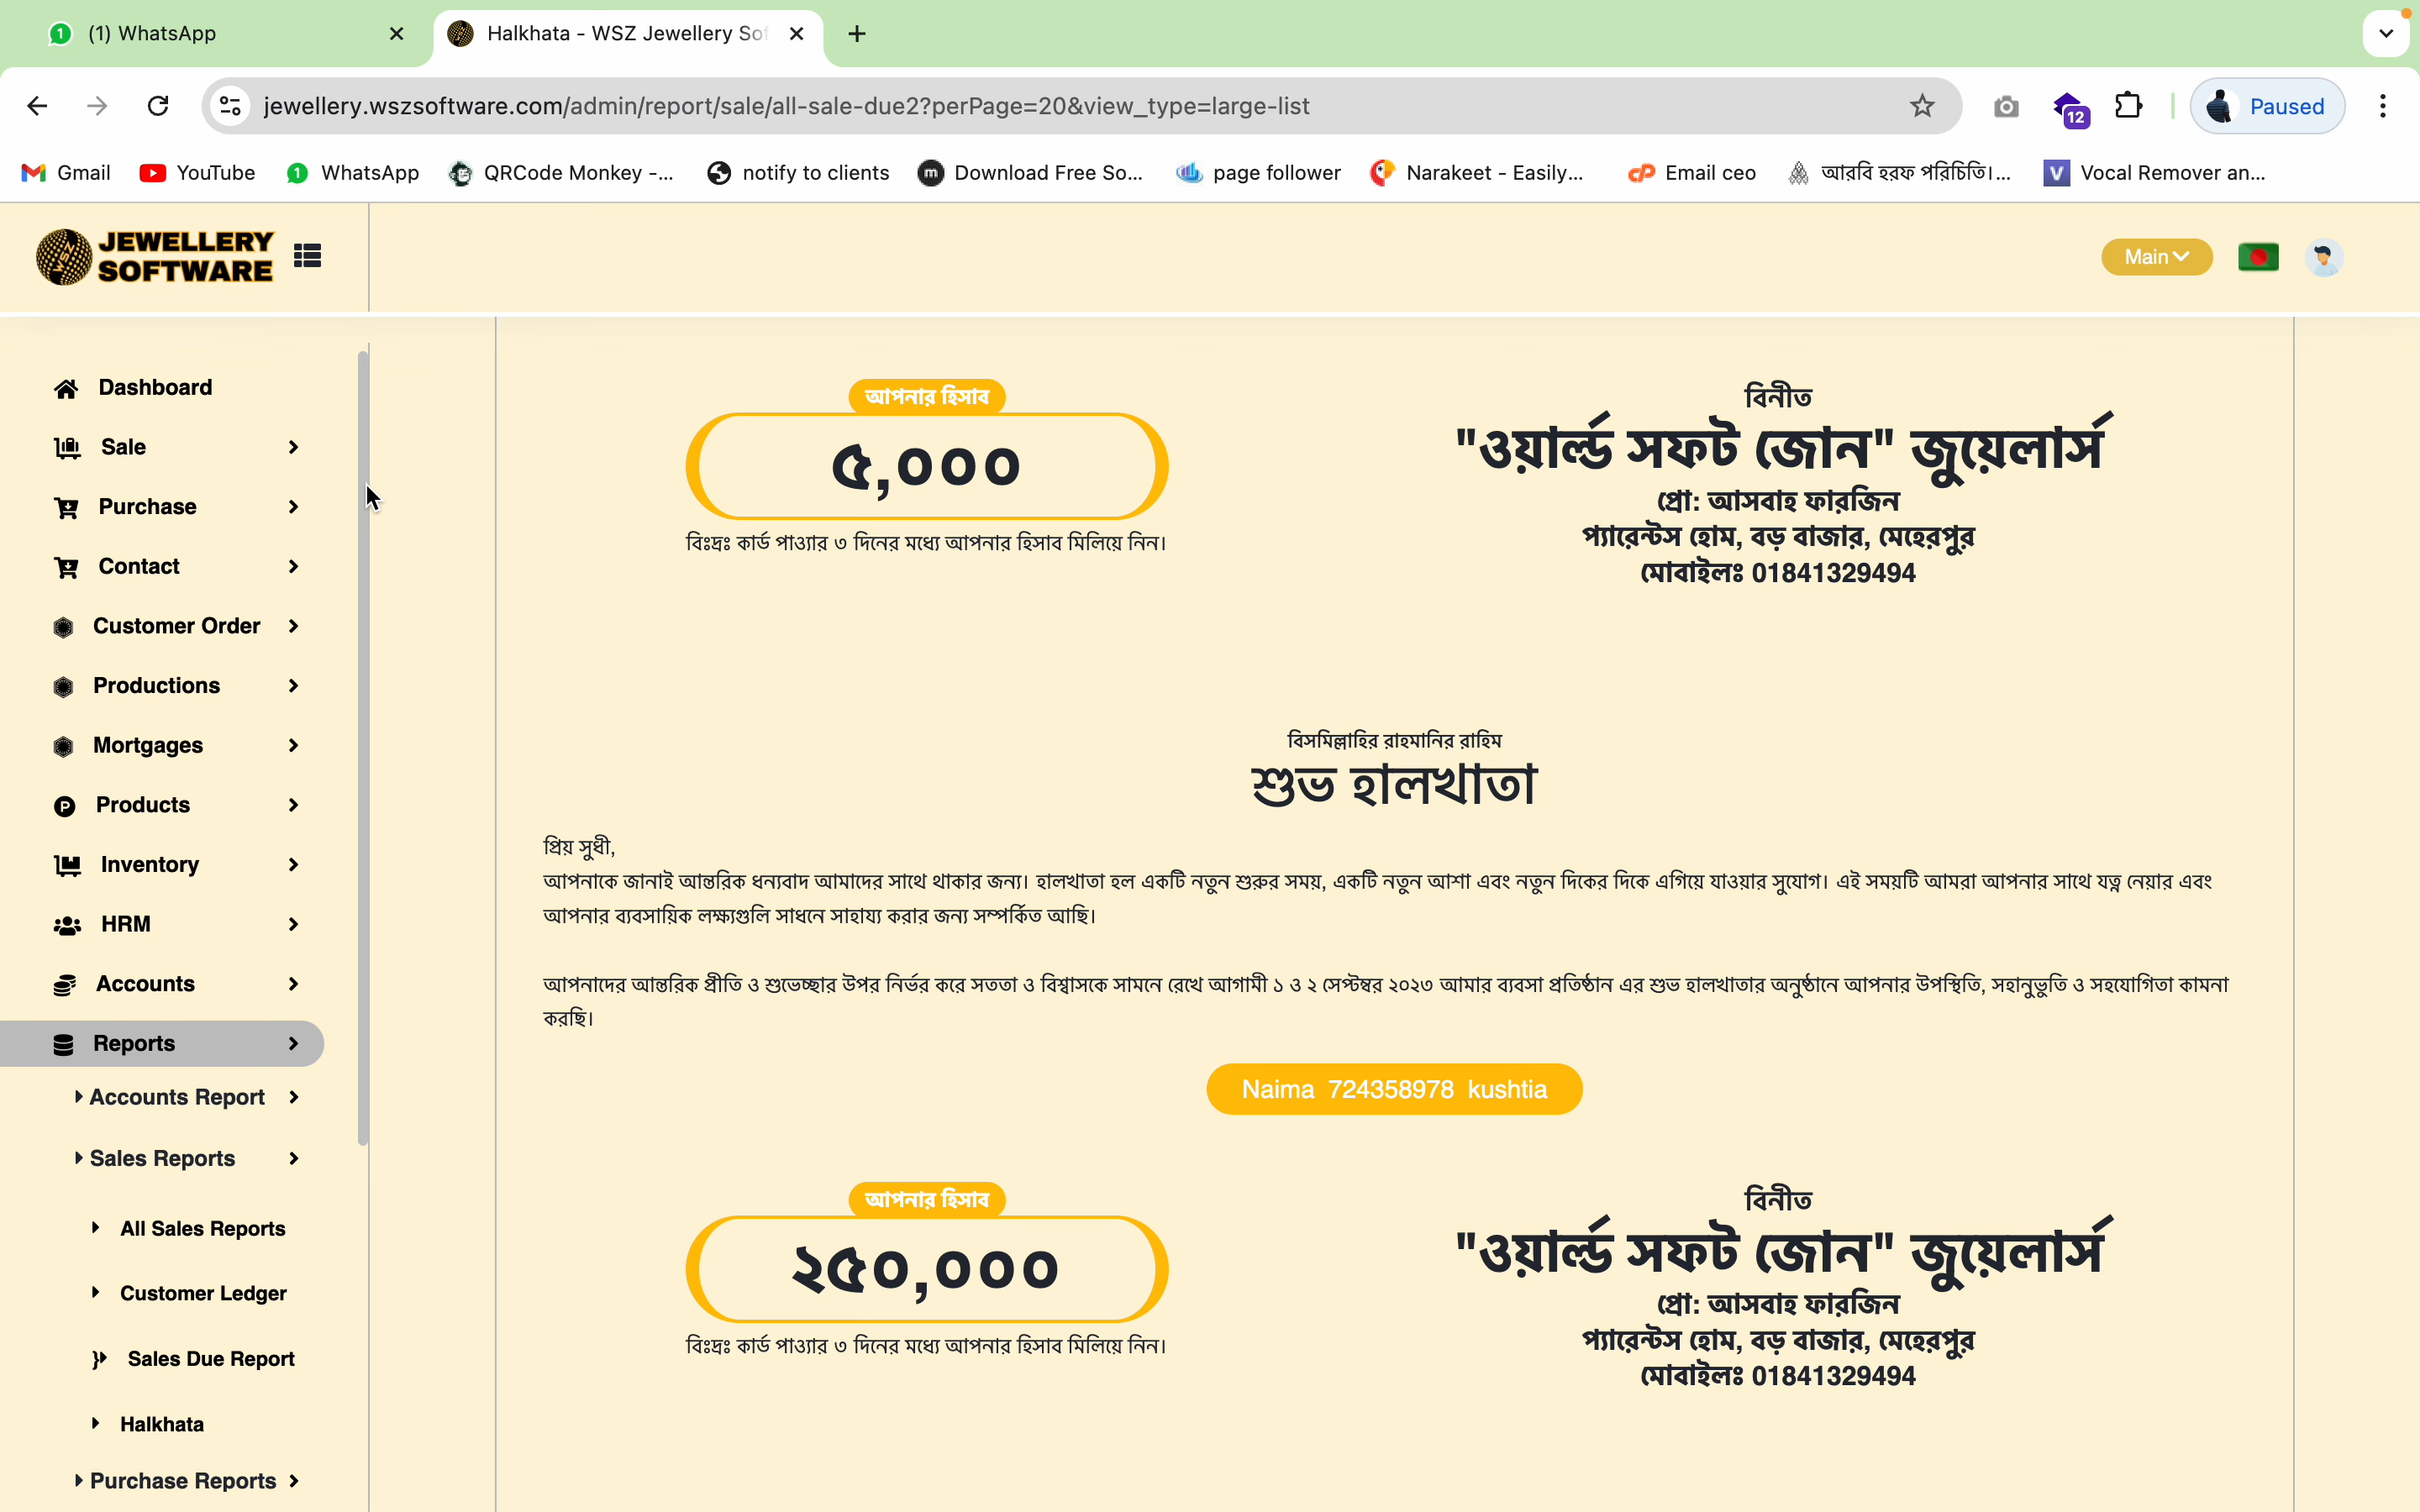 (1) WhatsApp
Halkhata - WSZ Jewellery Sof
jewellery.wszsoftware.com/admin/report/sale/all-sale-due2?perPage=20&view_type=large-list
12
Paused
Gmail
YouTube
WhatsApp
QRCode Monkey -...
notify to clients
Download Free So...
page follower
Narakeet - Easily...
Email ceo
আরবি হরফ পরিচিতি।...
Vocal Remover an...
WSZ JEWELLERY
SOFTWARE
Main
Dashboard
Sale
Purchase
Contact
Customer Order
Productions
Mortgages
Products
Inventory
HRM
Accounts
Reports
Accounts Report
Sales Reports
All Sales Reports
Customer Ledger
Sales Due Report
Halkhata
Purchase Reports
আপনার হিসাব
৫,০০০
বিঃদ্রঃ কার্ড পাওার ৩ দিনের মধ্যে আপনার হিসাব মিলিয়ে নিন।
বিনীত
"ওয়ার্ল্ড সফট জোন" জুয়েলার্স
প্রো: আসবাহ ফারজিন
প্যারেন্টস হোম, বড় বাজার, মেহেরপুর
মোবাইলঃ 01841329494
বিসমিল্লাহির রাহমানির রাহিম
শুভ হালখাতা
প্রিয় সুধী,
আপনাকে জানাই আন্তরিক ধন্যবাদ আমাদের সাথে থাকার জন্য। হালখাতা হল একটি নতুন শুরুর সময়, একটি নতুন আশা এবং নতুন দিকের দিকে এগিয়ে যাওয়ার সুযোগ। এই সময়টি আমরা আপনার সাথে যত্ন নেয়ার এবং
আপনার ব্যবসায়িক লক্ষ্যগুলি সাধনে সাহায্য করার জন্য সম্পর্কিত আছি।
আপনাদের আন্তরিক প্রীতি ও শুভেচ্ছার উপর নির্ভর করে সততা ও বিশ্বাসকে সামনে রেখে আগামী ১ ও ২ সেপ্টেম্বর ২০২৩ আমার ব্যবসা প্রতিষ্ঠান এর শুভ হালখাতার অনুষ্ঠানে আপনার উপস্থিতি, সহানুভুতি ও সহযোগিতা কামনা
করছি।
Naima 724358978 kushtia
আপনার হিসাব
২৫০,০০০
বিঃদ্রঃ কার্ড পাওার ৩ দিনের মধ্যে আপনার হিসাব মিলিয়ে নিন।
বিনীত
"ওয়ার্ল্ড সফট জোন" জুয়েলার্স
প্রো: আসবাহ ফারজিন
প্যারেন্টস হোম, বড় বাজার, মেহেরপুর
মোবাইলঃ 01841329494